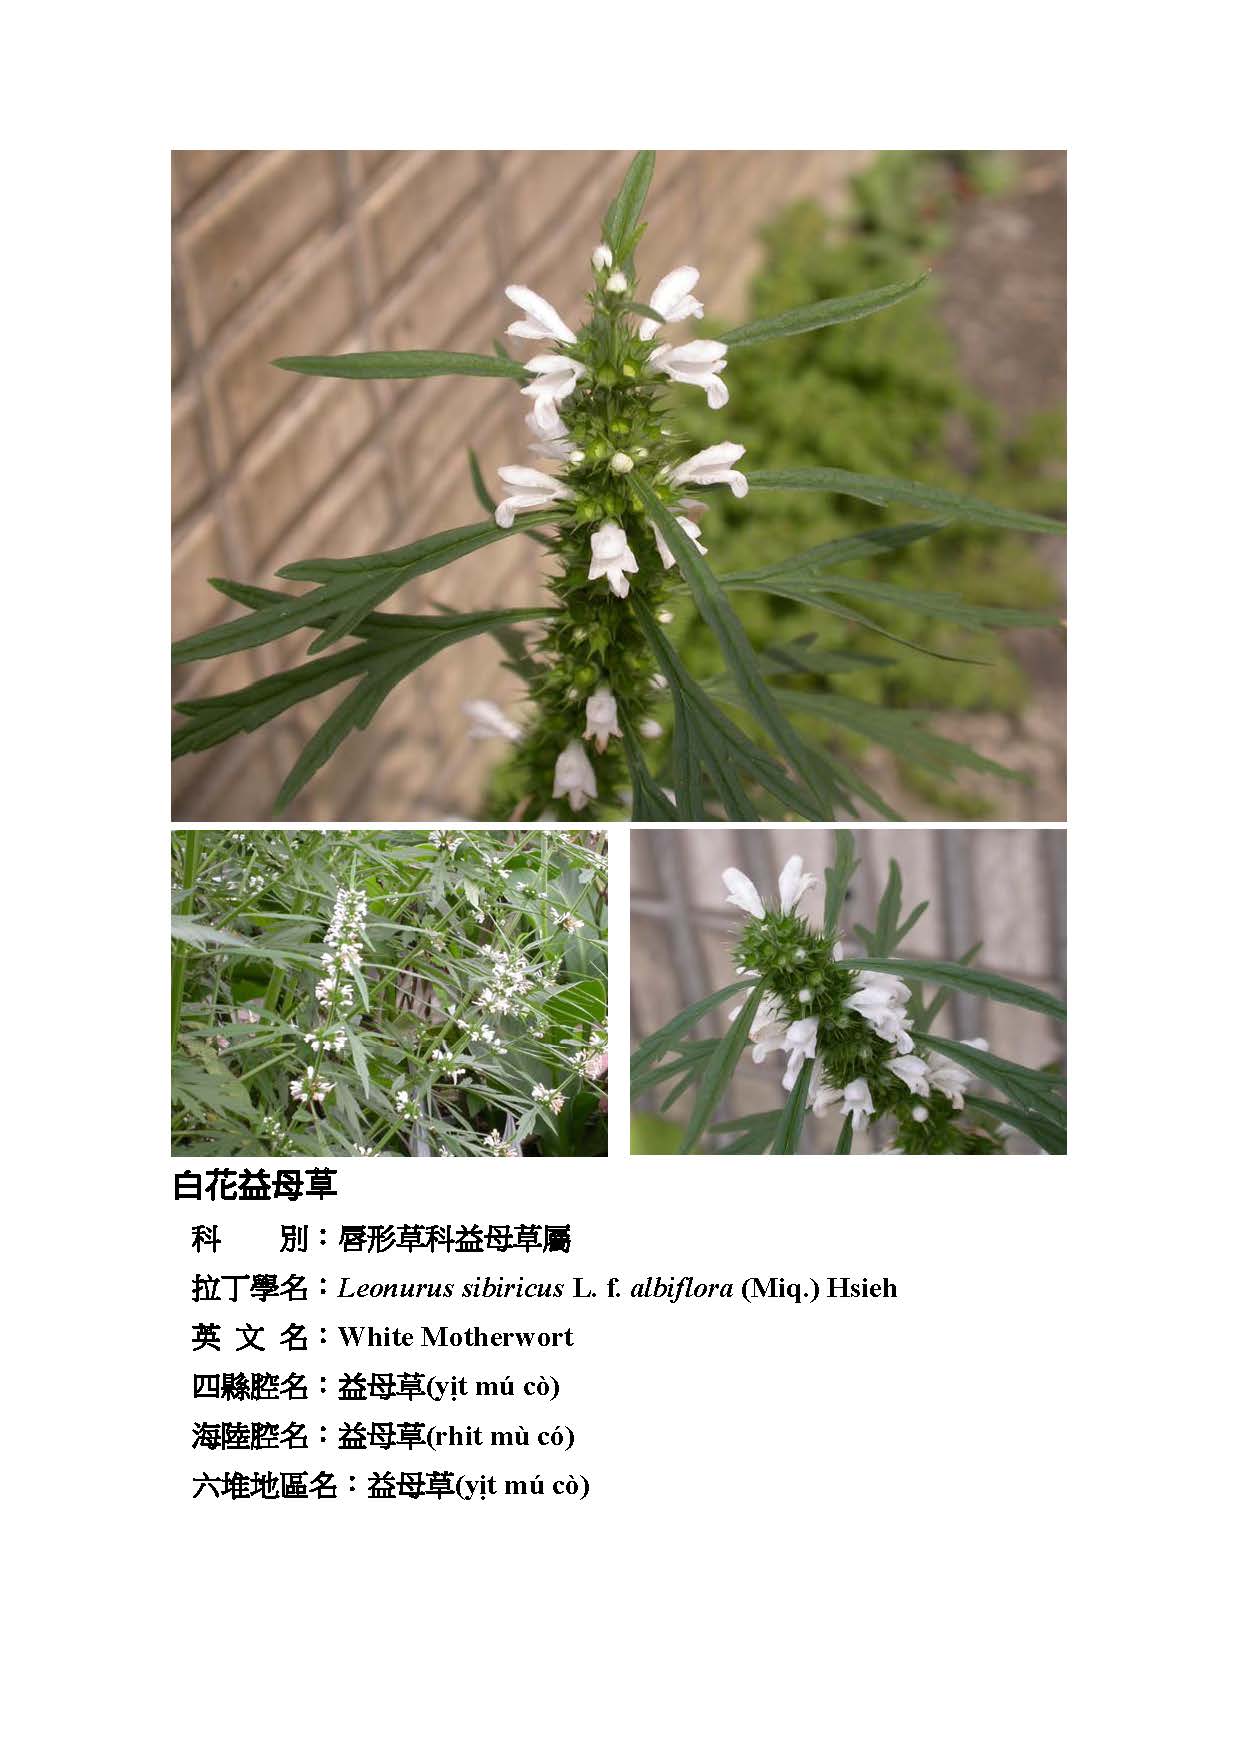 白花益母草
科　　別：唇形草科益母草屬
拉丁學名：Leonurus sibiricus L. f. albiflora (Miq.) Hsieh
英 文 名：White Motherwort
四縣腔名：益母草(yịt mú cò)
海陸腔名：益母草(rhit mù có)
六堆地區名：益母草(yịt mú cò)